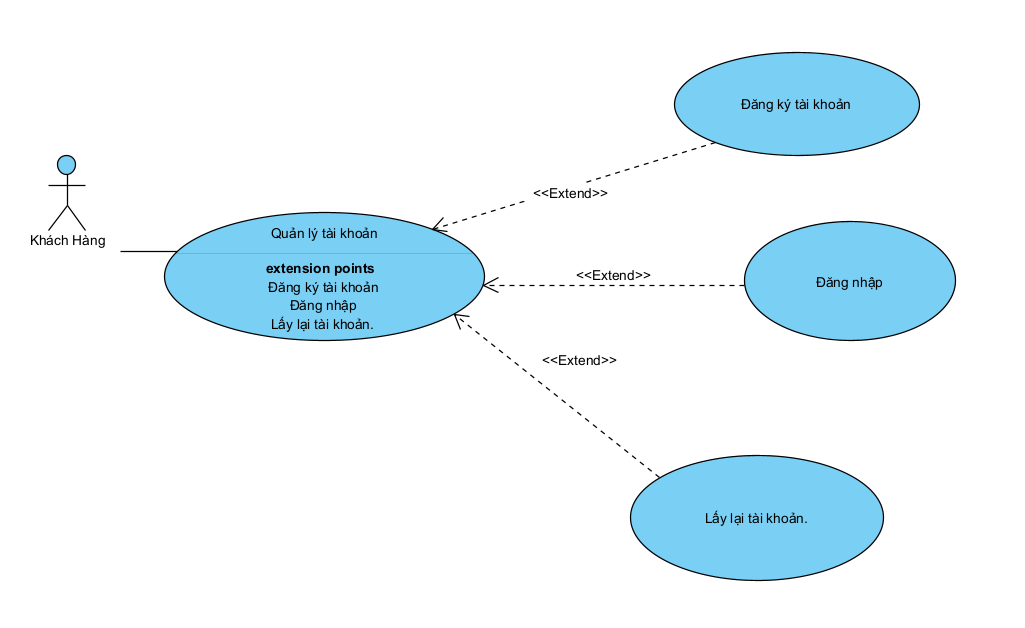 Đăng ký tài khoản
<<Extend>>
Khách Hàng
Quản lý tài khoản
extension points
Đăng ký tài khoản
Đăng nhập
Lấy lại tài khoản.
<<Extend>>
Đăng nhập
<<Extend>>
Lấy lại tài khoản.